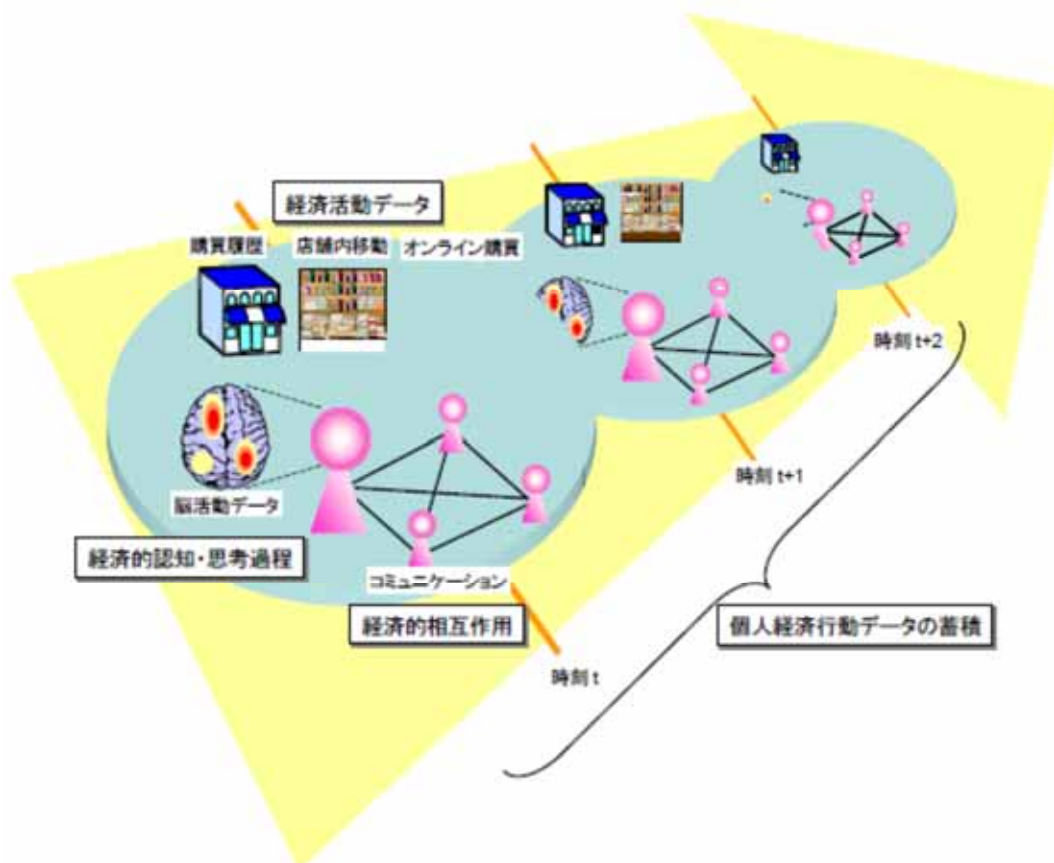 経済活動データ
購買履歴
店舗内移動
オンライン購買
脳活動データ
経済的認知・思考過程
コミュニケーション
経済的相互作用
時刻 t
時刻 t+1
時刻 t+2
個人経済行動データの蓄積